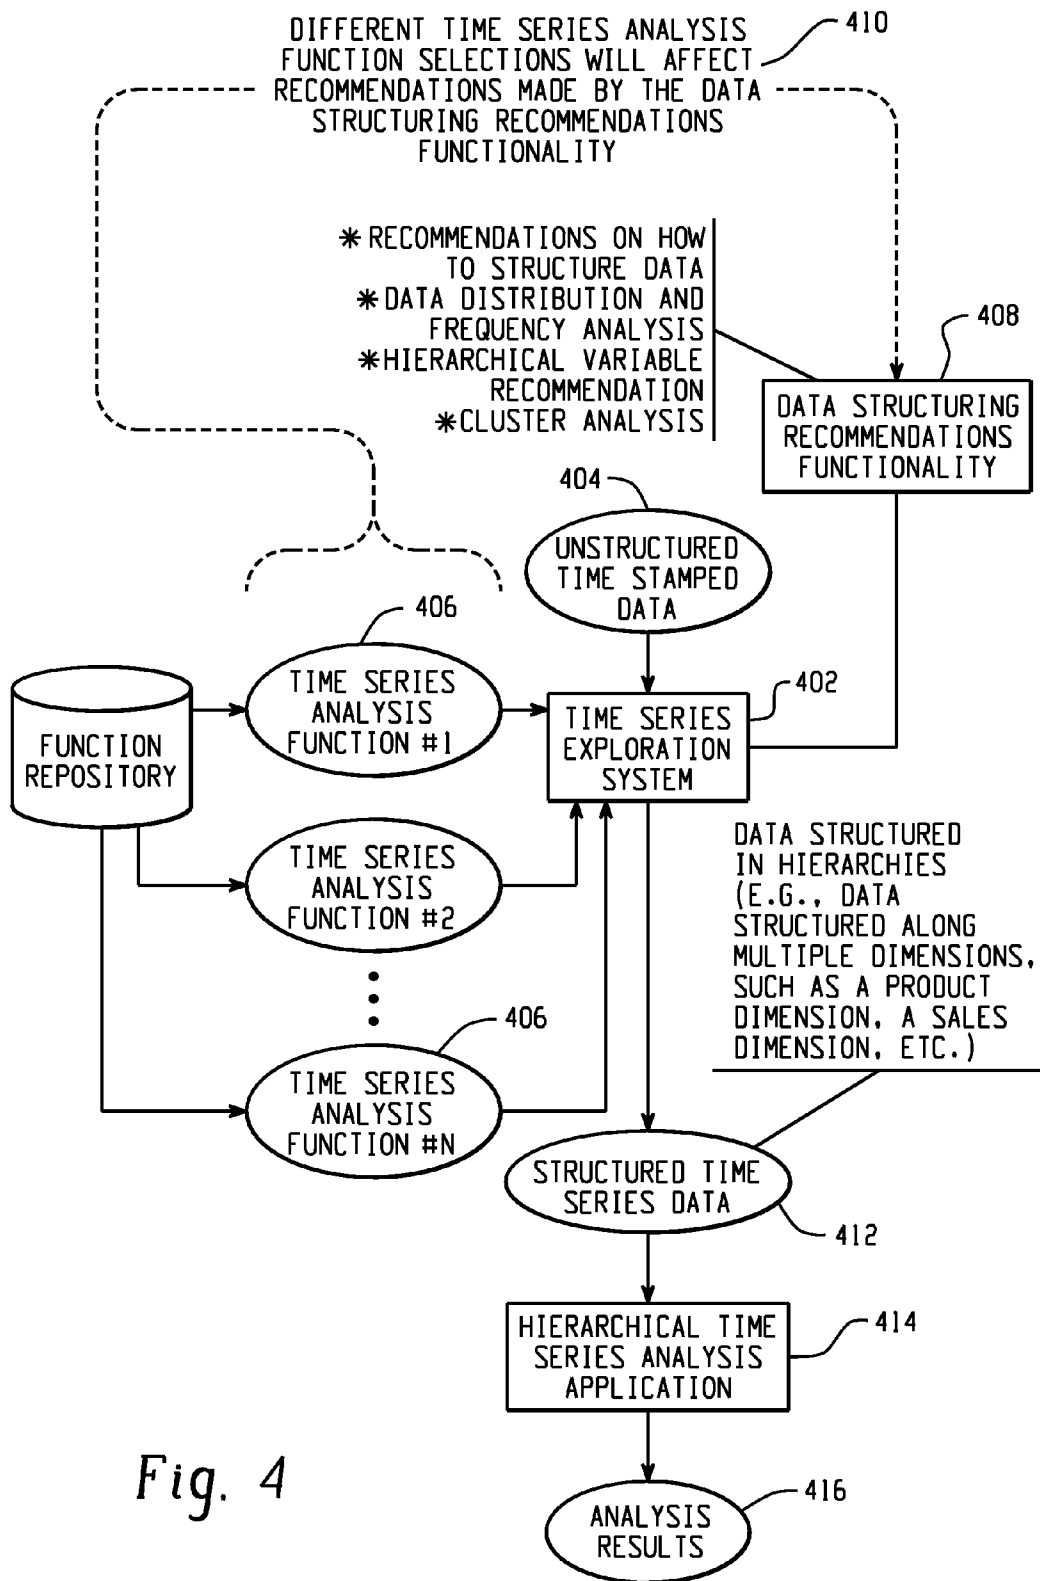 DIFFERENT TIME SERIES ANALYSIS
FUNCTION SELECTIONS WILL AFFECT
RECOMMENDATIONS MADE BY THE DATA
STRUCTURING RECOMMENDATIONS
FUNCTIONALITY
410
*RECOMMENDATIONS ON HOW
TO STRUCTURE DATA
*DATA DISTRIBUTION AND
FREQUENCY ANALYSIS
*HIERARCHICAL VARIABLE
RECOMMENDATION
*CLUSTER ANALYSIS
408
DATA STRUCTURING
RECOMMENDATIONS
FUNCTIONALITY
404
UNSTRUCTURED
TIME STAMPED
DATA
406
TIME SERIES
ANALYSIS
FUNCTION #1
FUNCTION
REPOSITORY
402
TIME SERIES
EXPLORATION
SYSTEM
TIME SERIES
ANALYSIS
FUNCTION #2
DATA STRUCTURED
IN HIERARCHIES
(E.G., DATA
STRUCTURED ALONG
MULTIPLE DIMENSIONS,
SUCH AS A PRODUCT
DIMENSION, A SALES
DIMENSION, ETC.)
406
TIME SERIES
ANALYSIS
FUNCTION #N
STRUCTURED TIME
SERIES DATA
412
HIERARCHICAL TIME
SERIES ANALYSIS
APPLICATION
414
ANALYSIS
RESULTS
416
Fig. 4